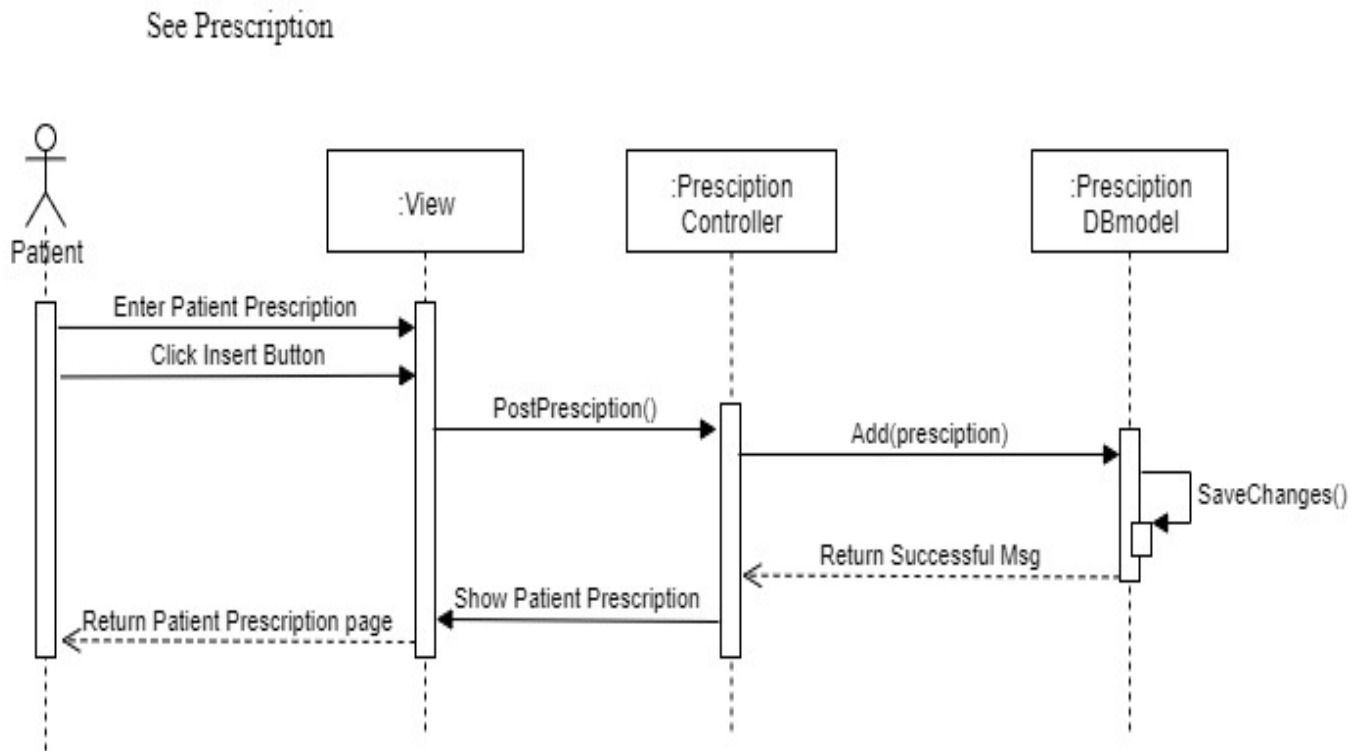 See Prescription
Patient
:View
:Presciption
Controller
:Presciption
DBmodel
Enter Patient Prescription
Click Insert Button
PostPresciption()
Add(presciption)
SaveChanges()
Return Successful Msg
Show Patient Prescription
Return Patient Prescription page